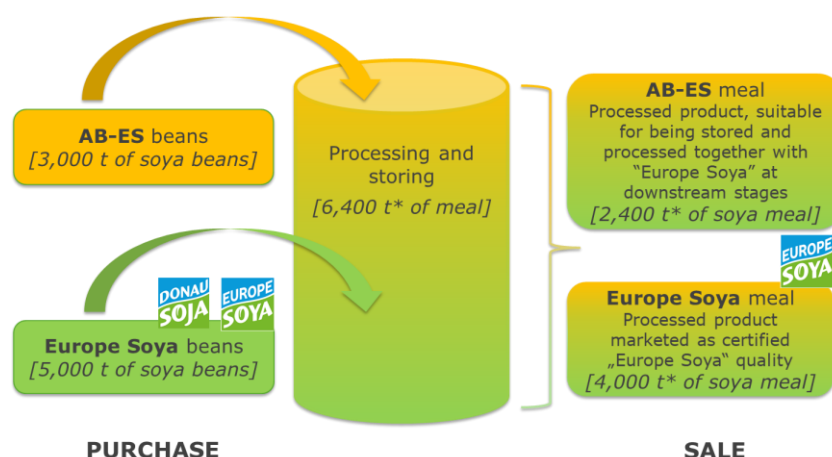 AB-ES beans
[3,000 t of soya beans]
DONAU
SOJA
EUROPE
SOYA
Europe Soya beans
[5,000 t of soya beans]
PURCHASE
Processing and
storing
[6,400 t* of meal]
AB-ES meal
Processed product, suitable
for being stored and
processed together with
“Europe Soya” at
downstream stages
[2,400 t* of soya meal]
EUROPE
SOYA
Europe Soya meal
Processed product
marketed as certified
„Europe Soya“ quality
[4,000 t* of soya meal]
SALE